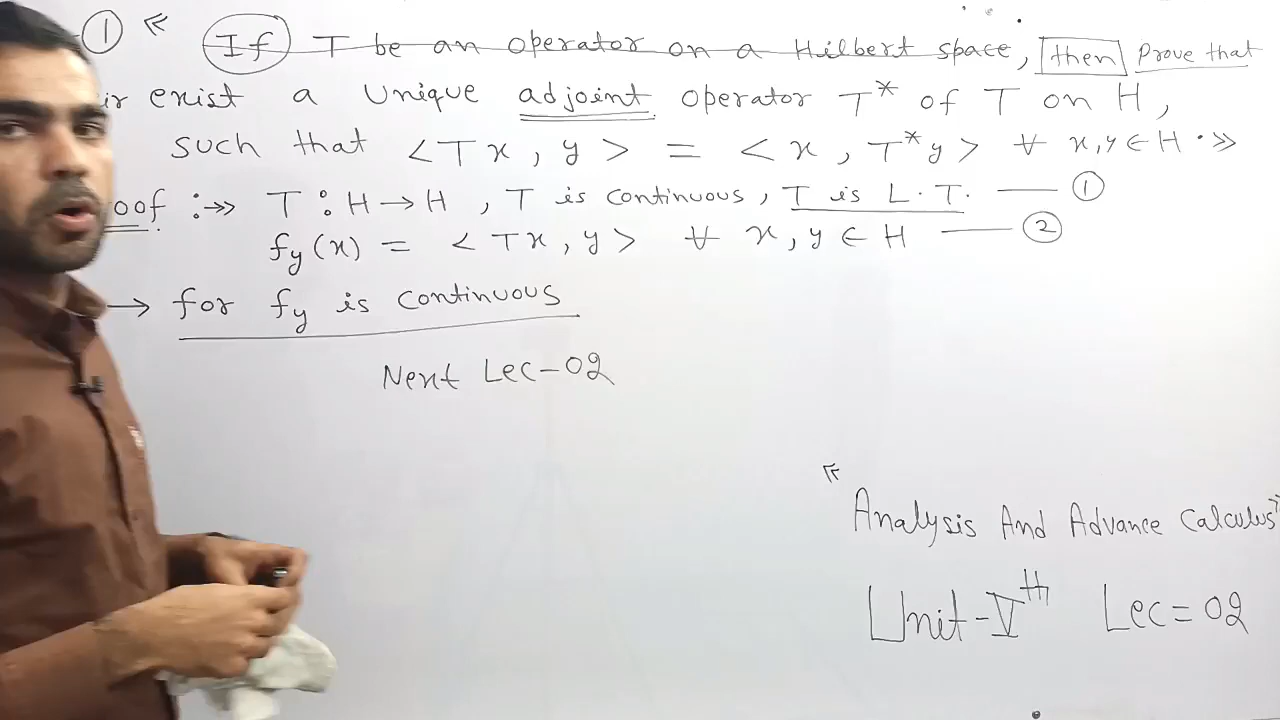 ① « If T be an operator on a Hilbert space, then Prove that
ir exist a unique adjoint operator T* of T on H,
such that <Tx, y> = <x, T*y> ∀ x,y ∈ H . »
oof :→» T : H → H , T is continuous, T is L.T. —— ①
fy(x) = <Tx, y> ∀ x, y ∈ H —— ②
→ for fy is continuous
Next Lec-02
« Analysis And Advance Calculus»
Unit-Vth Lec=02